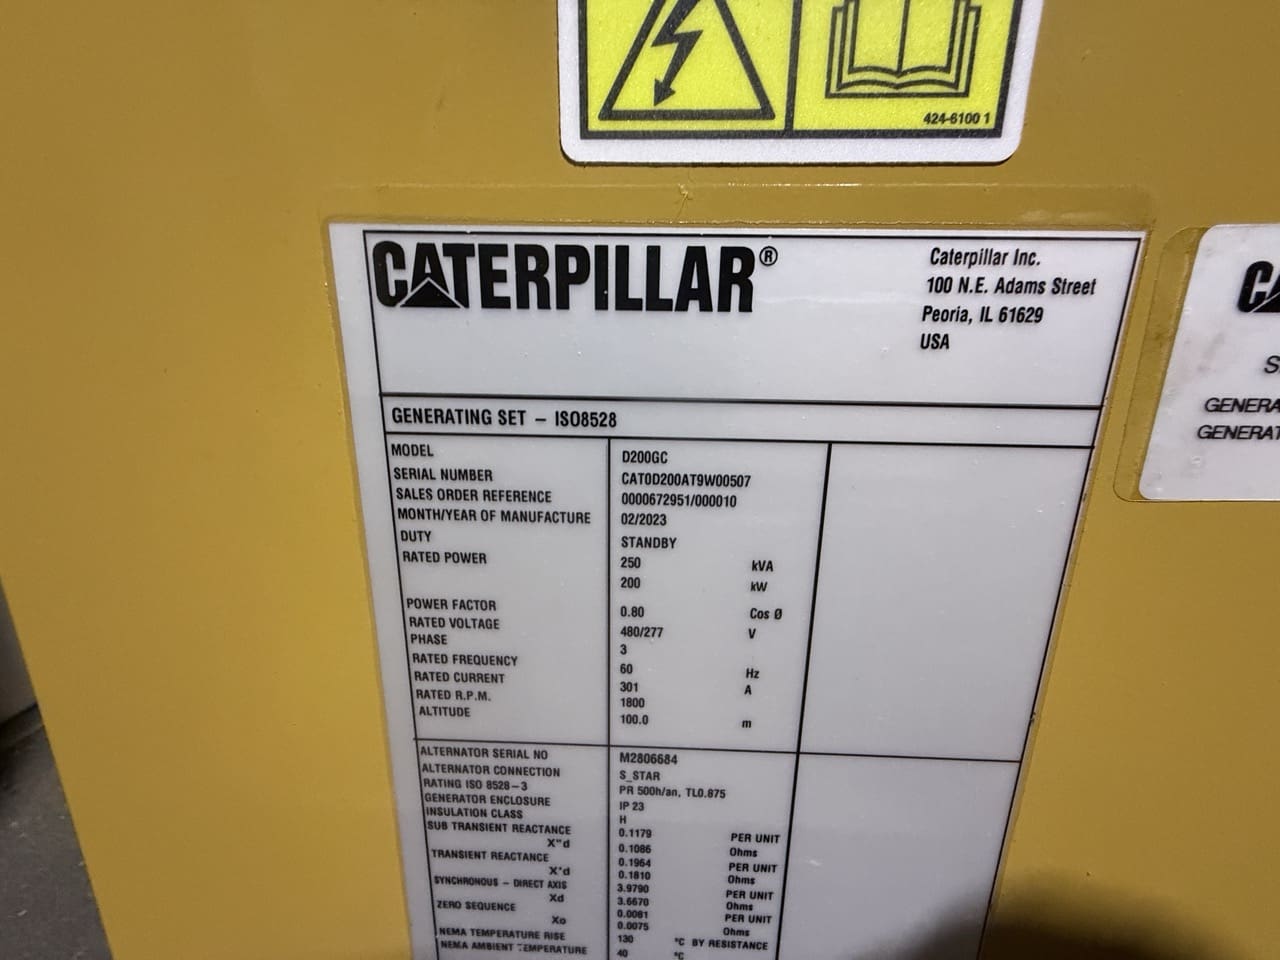 424-6100 1
CATERPILLAR®
Caterpillar Inc.
100 N.E. Adams Street
Peoria, IL 61629
USA
GENERATING SET – ISO8528
MODEL D200GC
SERIAL NUMBER CAT0D200AT9W00507
SALES ORDER REFERENCE 0000672951/000010
MONTH/YEAR OF MANUFACTURE 02/2023
DUTY STANDBY
RATED POWER 250 kVA
200 kW
POWER FACTOR 0.80 Cos Ø
RATED VOLTAGE 480/277 V
PHASE 3
RATED FREQUENCY 60 Hz
RATED CURRENT 301 A
RATED R.P.M. 1800
ALTITUDE 100.0 m
ALTERNATOR SERIAL NO M2806684
ALTERNATOR CONNECTION S_STAR
RATING ISO 8528-3 PR 500h/an, TL0.875
GENERATOR ENCLOSURE IP 23
INSULATION CLASS H
SUB TRANSIENT REACTANCE 0.1179 PER UNIT
X"d 0.1086 Ohms
TRANSIENT REACTANCE 0.1964 PER UNIT
X'd 0.1810 Ohms
SYNCHRONOUS – DIRECT AXIS 3.9790 PER UNIT
Xd 3.6670 Ohms
ZERO SEQUENCE 0.0081 PER UNIT
Xo 0.0075 Ohms
NEMA TEMPERATURE RISE 130 °C BY RESISTANCE
NEMA AMBIENT TEMPERATURE 40 °C
CA
S
GENERA
GENERAT